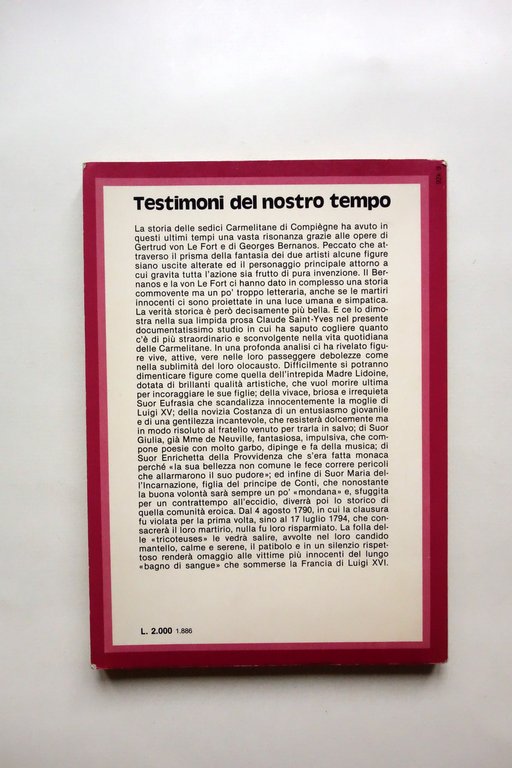 Testimoni del nostro tempo
La storia delle sedici Carmelitane di Compiègne ha avuto in
questi ultimi tempi una vasta risonanza grazie alle opere di
Gertrud von Le Fort e di Georges Bernanos. Peccato che at-
traverso il prisma della fantasia dei due artisti alcune figure
siano uscite alterate ed il personaggio principale attorno a
cui gravita tutta l'azione sia frutto di pura invenzione. Il Ber-
nanos e la von Le Fort ci hanno dato in complesso una storia
commovente ma un po' troppo letteraria, anche se le martiri
innocenti ci sono proiettate in una luce umana e simpatica.
La verità storica è però decisamente più bella. E ce lo dimo-
stra nella sua limpida prosa Claude Saint-Yves nel presente
documentatissimo studio in cui ha saputo cogliere quanto
c'è di più straordinario e sconvolgente nella vita quotidiana
delle Carmelitane. In una profonda analisi ci ha rivelato figu-
re vive, attive, vere nelle loro passeggere debolezze come
nella sublimità del loro olocausto. Difficilmente si potranno
dimenticare figure come quella dell'intrepida Madre Lidoine,
dotata di brillanti qualità artistiche, che vuol morire ultima
per incoraggiare le sue figlie; della vivace, briosa e irrequieta
Suor Eufrasia che scandalizza innocentemente la moglie di
Luigi XV; della novizia Costanza di un entusiasmo giovanile
e di una gentilezza incantevole, che resisterà dolcemente ma
in modo risoluto al fratello venuto per trarla in salvo; di Suor
Giulia, già Mme de Neuville, fantasiosa, impulsiva, che com-
pone poesie con molto garbo, dipinge e fa della musica; di
Suor Enrichetta della Provvidenza che s'era fatta monaca
perché «la sua bellezza non comune le fece correre pericoli
che allarmarono il suo pudore»; ed infine di Suor Maria del-
l'Incarnazione, figlia del principe de Conti, che nonostante
la buona volontà sarà sempre un po' «mondana» e, sfuggita
per un contrattempo all'eccidio, diverrà poi lo storico di
quella comunità eroica. Dal 4 agosto 1790, in cui la clausura
fu violata per la prima volta, sino al 17 luglio 1794, che con-
sacrerà il loro martirio, nulla fu loro risparmiato. La folla del-
le «tricoteuses» le vedrà salire, avvolte nel loro candido
mantello, calme e serene, il patibolo e in un silenzio rispet-
toso renderà omaggio alle vittime più innocenti del lungo
«bagno di sangue» che sommerse la Francia di Luigi XVI.
L. 2.000 1.886